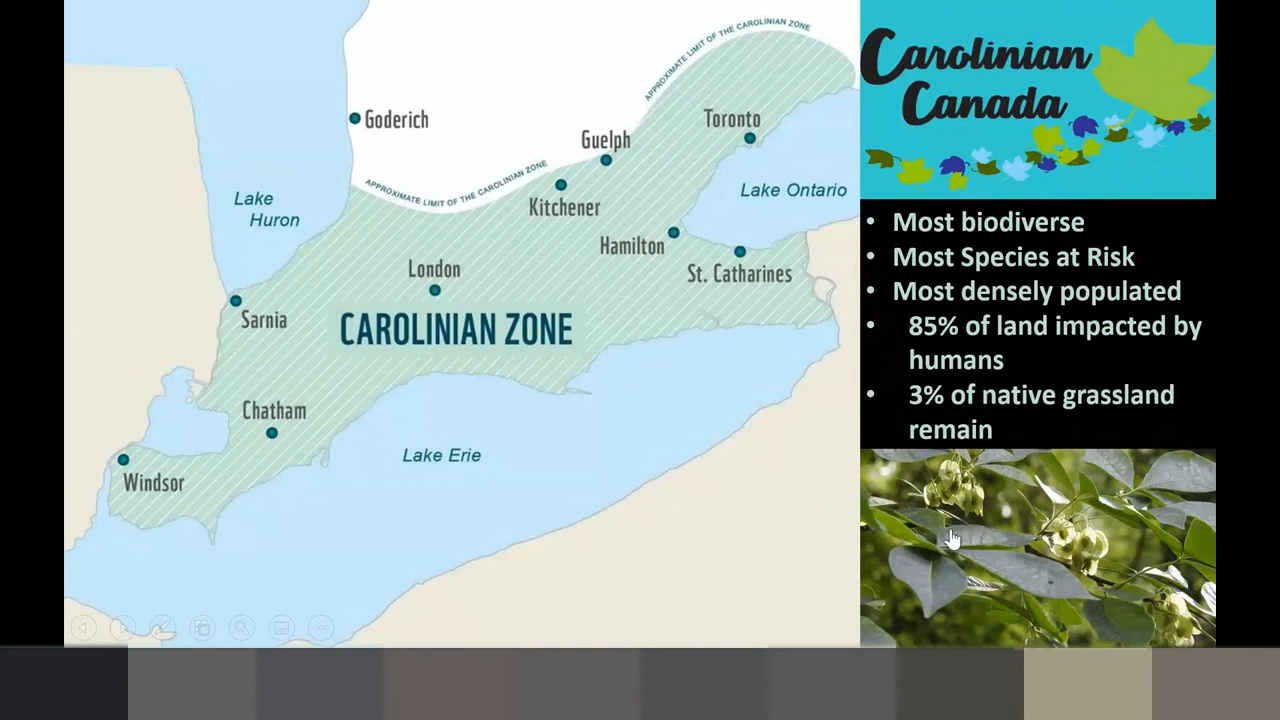 APPROXIMATE LIMIT OF THE CAROLINIAN ZONE
Goderich
Toronto
Guelph
APPROXIMATE LIMIT OF THE CAROLINIAN ZONE
Lake
Huron
Kitchener
Lake Ontario
Hamilton
St. Catharines
London
Sarnia
CAROLINIAN ZONE
Chatham
Lake Erie
Windsor
Carolinian
Canada
• Most biodiverse
• Most Species at Risk
• Most densely populated
• 85% of land impacted by
humans
• 3% of native grassland
remain